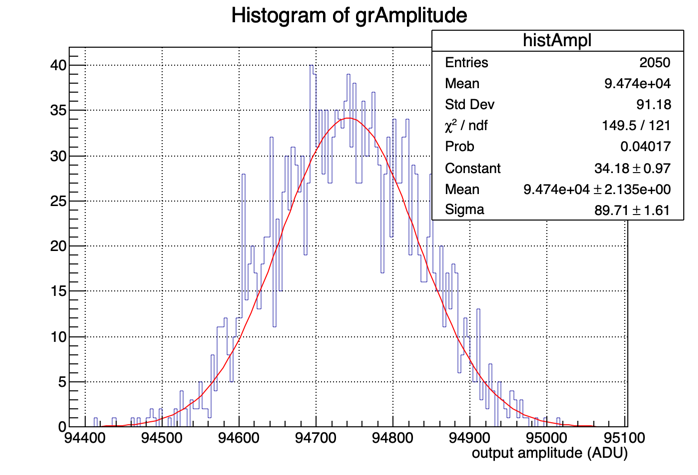 Histogram of grAmplitude
histAmpl
Entries 2050
Mean 9.474e+04
Std Dev 91.18
χ² / ndf 149.5 / 121
Prob 0.04017
Constant 34.18 ± 0.97
Mean 9.474e+04 ± 2.135e+00
Sigma 89.71 ± 1.61
40
35
30
25
20
15
10
5
0
94400 94500 94600 94700 94800 94900 95000 95100
output amplitude (ADU)